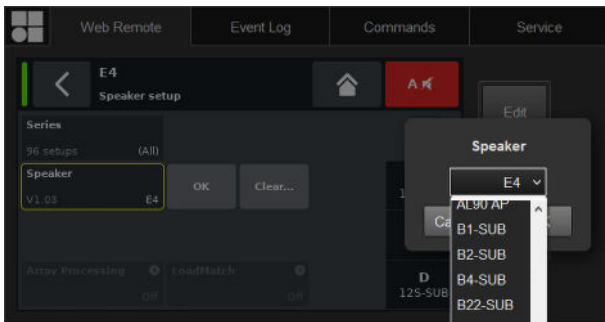 Web Remote
Event Log
Commands
Service
E4
Speaker setup
A
Edit
Series
96 setups (All)
Speaker
V1.03 E4
OK
Clear...
Speaker
E4
AL90 AP
B1-SUB
B2-SUB
B4-SUB
B22-SUB
Array Processing
Off
LoadMatch
Off
D
12S-SUB